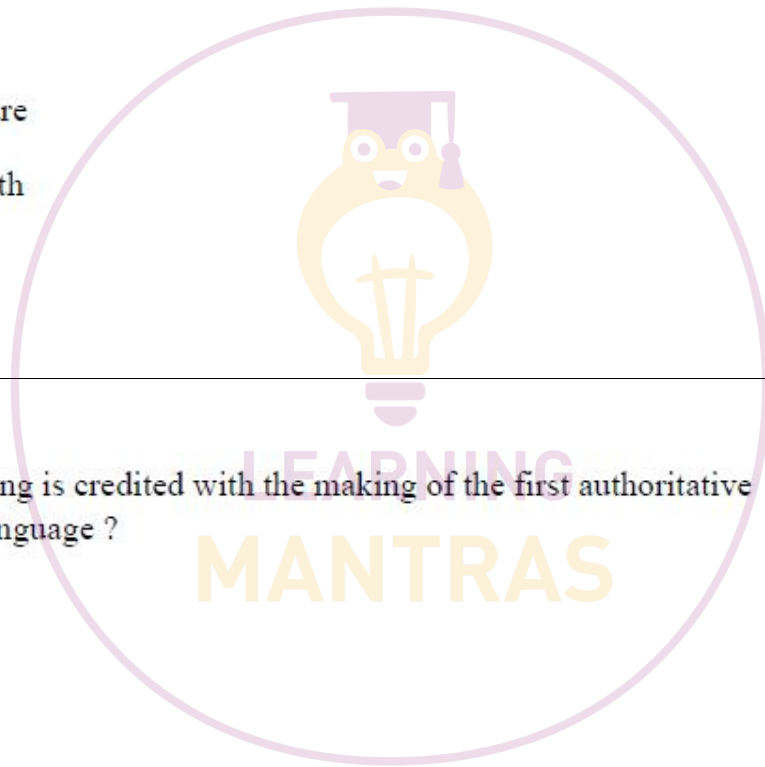 re
th
ng is credited with the making of the first authoritative
nguage ?
LEARNING
MANTRAS